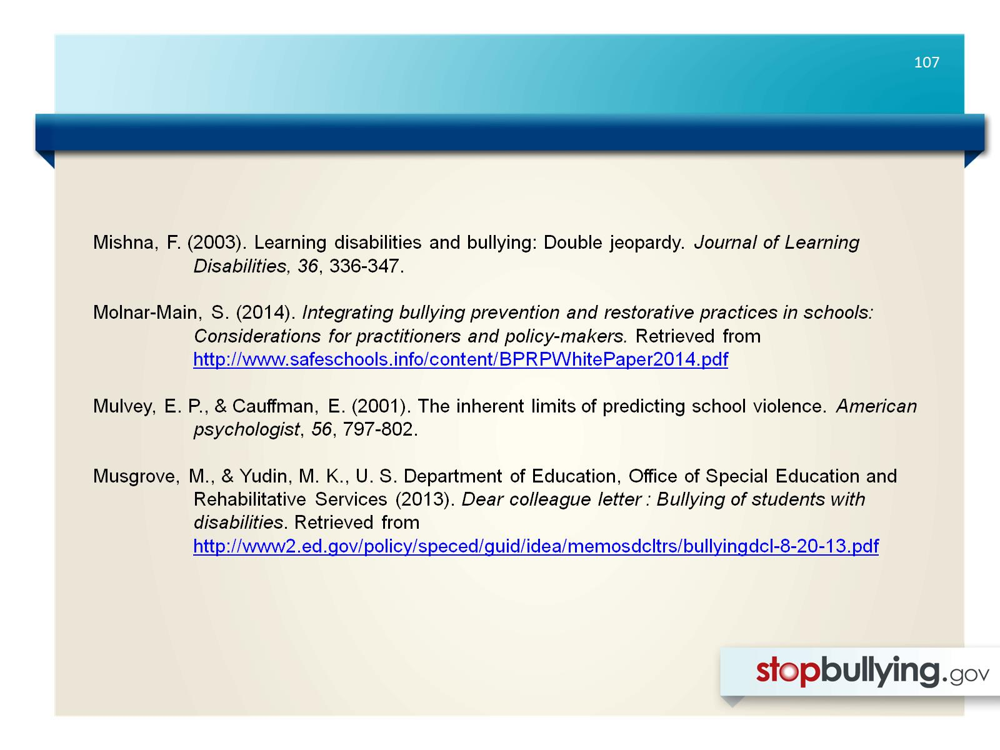 107
Mishna, F. (2003). Learning disabilities and bullying: Double jeopardy. Journal of Learning
Disabilities, 36, 336-347.
Molnar-Main, S. (2014). Integrating bullying prevention and restorative practices in schools:
Considerations for practitioners and policy-makers. Retrieved from
http://www.safeschools.info/content/BPRPWhitePaper2014.pdf
Mulvey, E. P., & Cauffman, E. (2001). The inherent limits of predicting school violence. American
psychologist, 56, 797-802.
Musgrove, M., & Yudin, M. K., U. S. Department of Education, Office of Special Education and
Rehabilitative Services (2013). Dear colleague letter : Bullying of students with
disabilities. Retrieved from
http://www2.ed.gov/policy/speced/guid/idea/memosdcltrs/bullyingdcl-8-20-13.pdf
stopbullying.gov